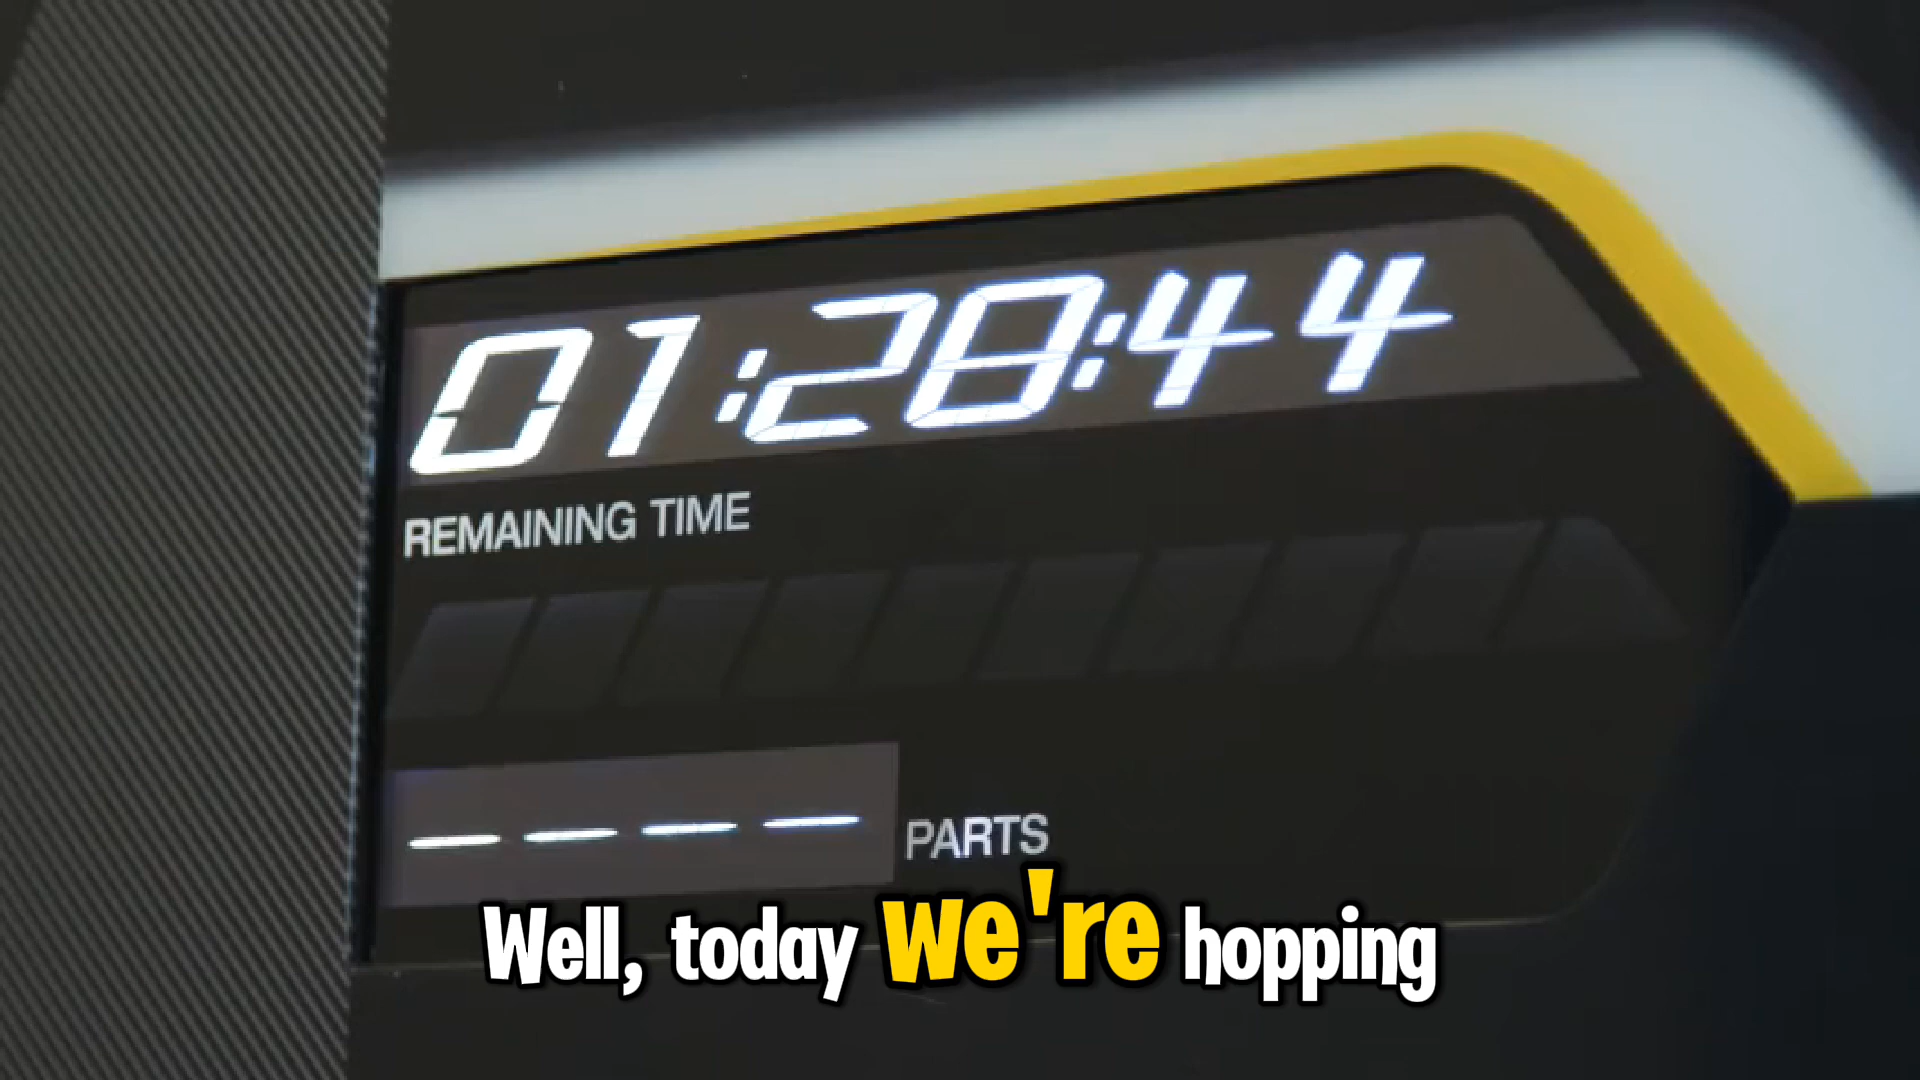 01:28:44
REMAINING TIME
---- PARTS
Well, today we're hopping